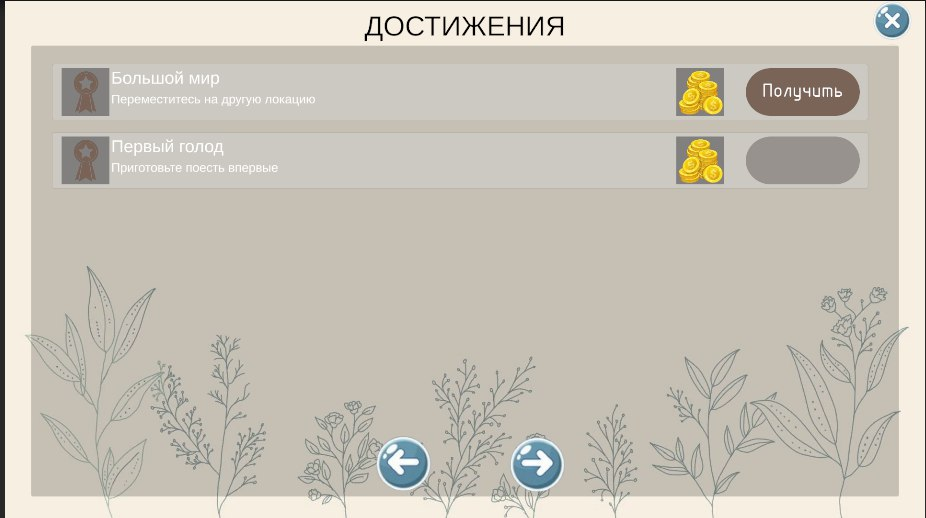 ДОСТИЖЕНИЯ
Большой мир
Переместитесь на другую локацию
Получить
Первый голод
Приготовьте поесть впервые